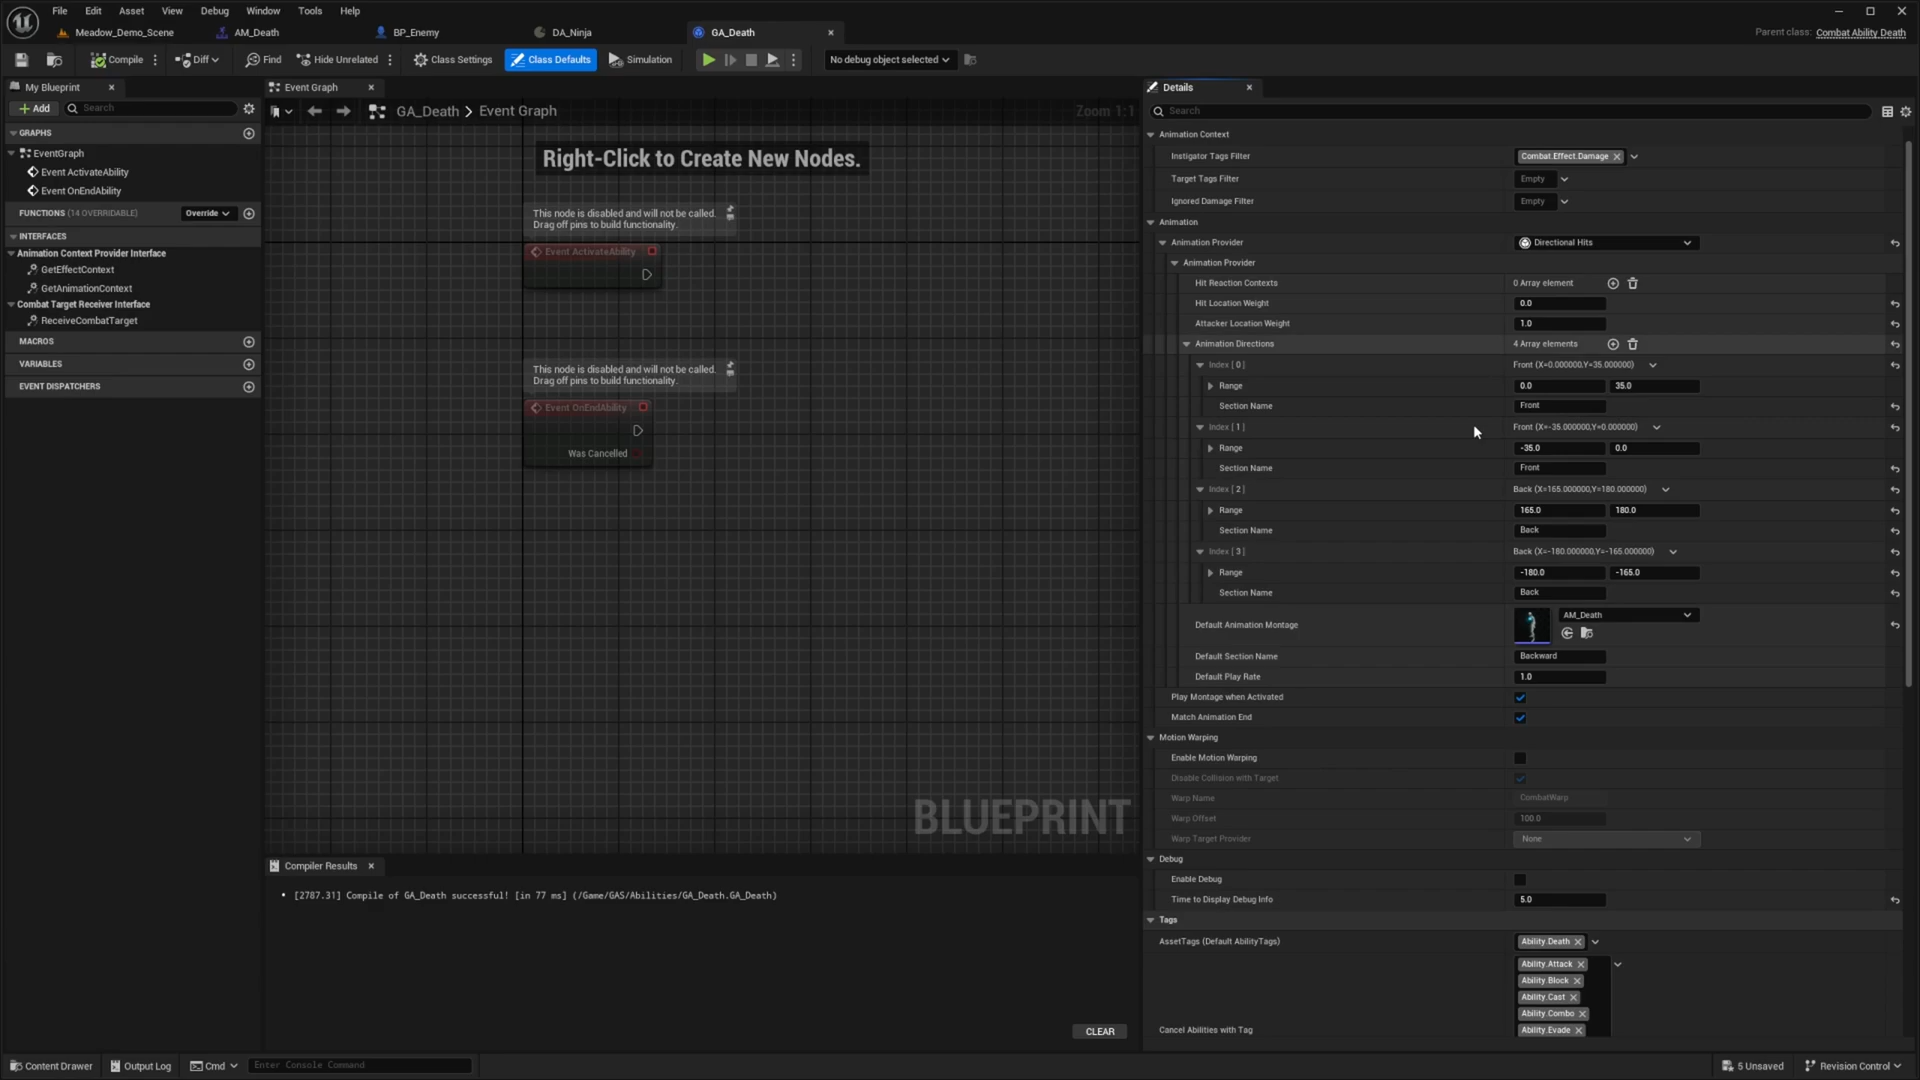 File Edit Asset View Debug Window Tools Help
Meadow_Demo_Scene AM_Death BP_Enemy DA_Ninja GA_Death Parent class: Combat Ability Death
Compile Diff Find Hide Unrelated Class Settings Class Defaults Simulation No debug object selected
My Blueprint Event Graph Details
Add Search
GA_Death > Event Graph Zoom 1:1
Search
GRAPHS
EventGraph
Event ActivateAbility
Event OnEndAbility
FUNCTIONS (14 OVERRIDABLE) Override
INTERFACES
Animation Context Provider Interface
GetEffectContext
GetAnimationContext
Combat Target Receiver Interface
ReceiveCombatTarget
MACROS
VARIABLES
EVENT DISPATCHERS
Right-Click to Create New Nodes.
This node is disabled and will not be called.
Drag off pins to build functionality.
Event ActivateAbility
This node is disabled and will not be called.
Drag off pins to build functionality.
Event OnEndAbility
Was Cancelled
BLUEPRINT
Compiler Results
• [2787.31] Compile of GA_Death successful! [in 77 ms] (/Game/GAS/Abilities/GA_Death.GA_Death)
CLEAR
Animation Context
Instigator Tags Filter Combat.Effect.Damage
Target Tags Filter Empty
Ignored Damage Filter Empty
Animation
Animation Provider Directional Hits
Animation Provider
Hit Reaction Contexts 0 Array element
Hit Location Weight 0.0
Attacker Location Weight 1.0
Animation Directions 4 Array elements
Index [ 0 ] Front (X=0.000000,Y=35.000000)
Range 0.0 35.0
Section Name Front
Index [ 1 ] Front (X=-35.000000,Y=0.000000)
Range -35.0 0.0
Section Name Front
Index [ 2 ] Back (X=165.000000,Y=180.000000)
Range 165.0 180.0
Section Name Back
Index [ 3 ] Back (X=-180.000000,Y=-165.000000)
Range -180.0 -165.0
Section Name Back
Default Animation Montage AM_Death
Default Section Name Backward
Default Play Rate 1.0
Play Montage when Activated
Match Animation End
Motion Warping
Enable Motion Warping
Disable Collision with Target
Warp Name CombatWarp
Warp Offset 100.0
Warp Target Provider None
Debug
Enable Debug
Time to Display Debug Info 5.0
Tags
AssetTags (Default AbilityTags) Ability.Death
Ability.Attack
Ability.Block
Ability.Cast
Ability.Combo
Cancel Abilities with Tag Ability.Evade
Content Drawer Output Log Cmd Enter Console Command 5 Unsaved Revision Control